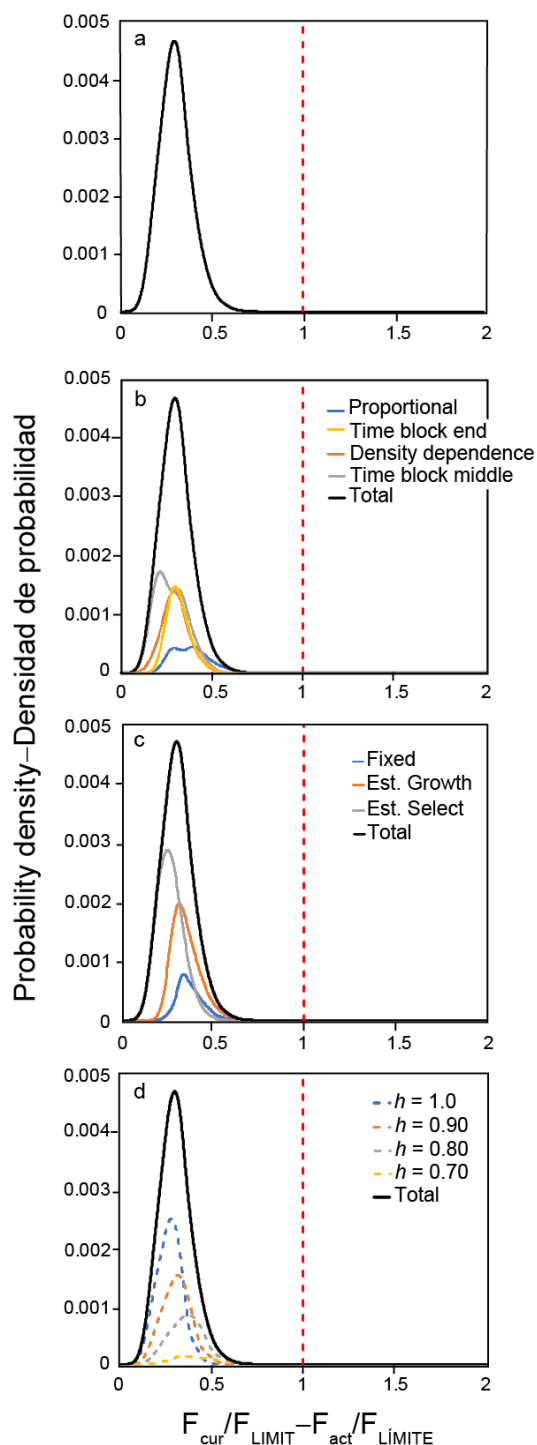 Probability density–Densidad de probabilidad
a
0.005
0.004
0.003
0.002
0.001
0
0
0.5
1
1.5
2
b
0.005
0.004
0.003
0.002
0.001
0
Proportional
Time block end
Density dependence
Time block middle
Total
0
0.5
1
1.5
2
c
0.005
0.004
0.003
0.002
0.001
0
Fixed
Est. Growth
Est. Select
Total
0
0.5
1
1.5
2
d
0.005
0.004
0.003
0.002
0.001
0
h = 1.0
h = 0.90
h = 0.80
h = 0.70
Total
0
0.5
1
1.5
2
Fcur/FLIMIT–Fact/FLÍMITE